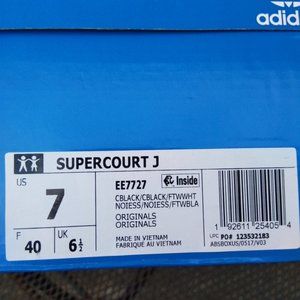 adidas
SUPERCOURT J
US
7
EE7727
Inside
CBLACK/CBLACK/FTWWHT
NOIESS/NOIESS/FTWBLA
ORIGINALS
ORIGINALS
F
40
UK
6½
MADE IN VIETNAM
FABRIQUE AU VIETNAM
1 92611 25405 4
UPC PO# 123532183
ABSBOXUS/0517/V03